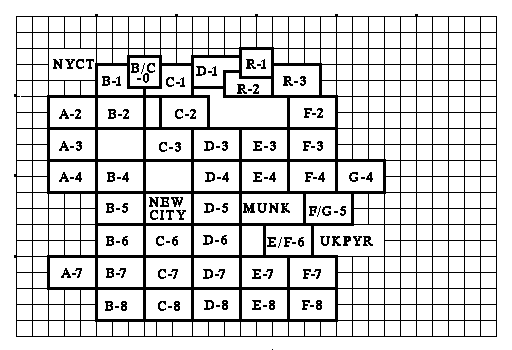 NYCT B/C R-1
-0
B-1 C-1 D-1 R-2 R-3
A-2 B-2 C-2 F-2
A-3 C-3 D-3 E-3 F-3
A-4 B-4 D-4 E-4 F-4 G-4
B-5 NEW D-5 MUNK F/G-5
CITY
B-6 C-6 D-6 E/F-6 UKPYR
A-7 B-7 C-7 D-7 E-7 F-7
B-8 C-8 D-8 E-8 F-8